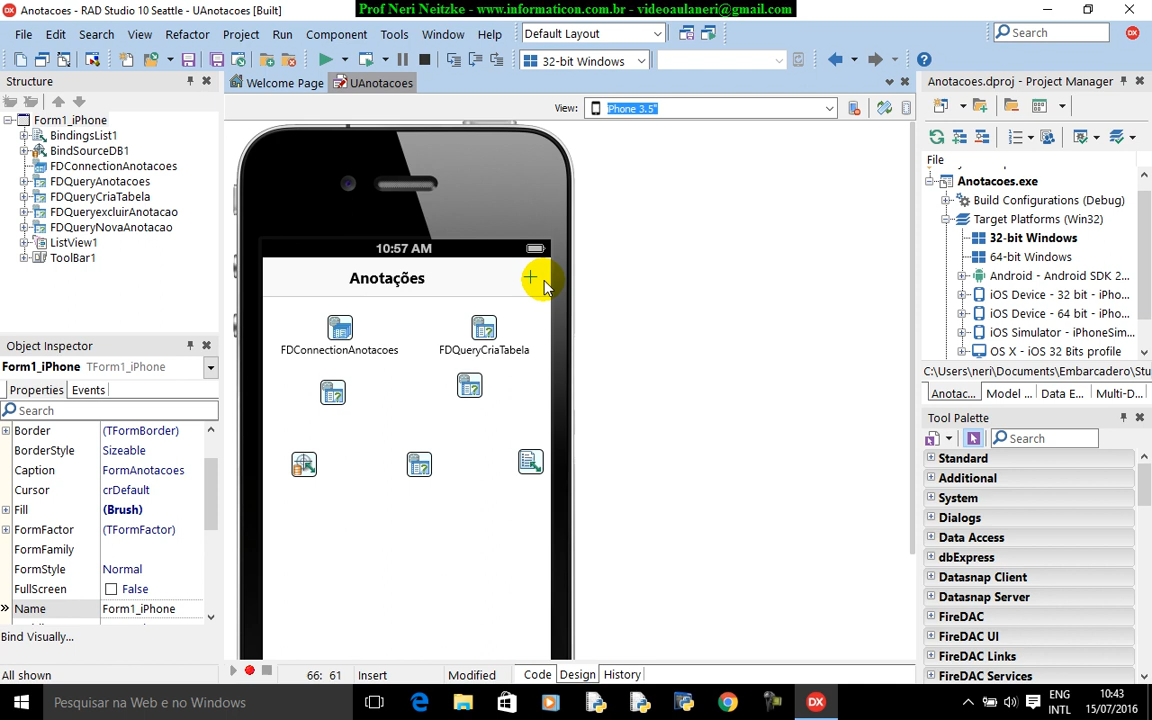 Anotacoes - RAD Studio 10 Seattle - UAnotacoes [Built]
Prof Neri Neitzke - www.informaticon.com.br - videoaulaneri@gmail.com
File Edit Search View Refactor Project Run Component Tools Window Help
Default Layout
Search
32-bit Windows
Structure
Welcome Page
UAnotacoes
Anotacoes.dproj - Project Manager
View:
iPhone 3.5"
Form1_iPhone
BindingsList1
BindSourceDB1
FDConnectionAnotacoes
FDQueryAnotacoes
FDQueryCriaTabela
FDQueryexcluirAnotacao
FDQueryNovaAnotacao
ListView1
ToolBar1
10:57 AM
Anotações
FDConnectionAnotacoes
FDQueryCriaTabela
File
Anotacoes.exe
Build Configurations (Debug)
Target Platforms (Win32)
32-bit Windows
64-bit Windows
Android - Android SDK 2...
iOS Device - 32 bit - iPho...
iOS Device - 64 bit - iPho...
iOS Simulator - iPhoneSim...
OS X - iOS 32 Bits profile
C:\Users\neri\Documents\Embarcadero\Stu
Anotac... Model ... Data E... Multi-D...
Object Inspector
Form1_iPhone TForm1_iPhone
Properties Events
Search
Border (TFormBorder)
BorderStyle Sizeable
Caption FormAnotacoes
Cursor crDefault
Fill (Brush)
FormFactor (TFormFactor)
FormFamily
FormStyle Normal
FullScreen False
Name Form1_iPhone
Bind Visually...
All shown
Tool Palette
Search
Standard
Additional
System
Dialogs
Data Access
dbExpress
Datasnap Client
Datasnap Server
FireDAC
FireDAC UI
FireDAC Links
FireDAC Services
66: 61 Insert Modified Code Design History
Pesquisar na Web e no Windows
DX
ENG
INTL
10:43
15/07/2016